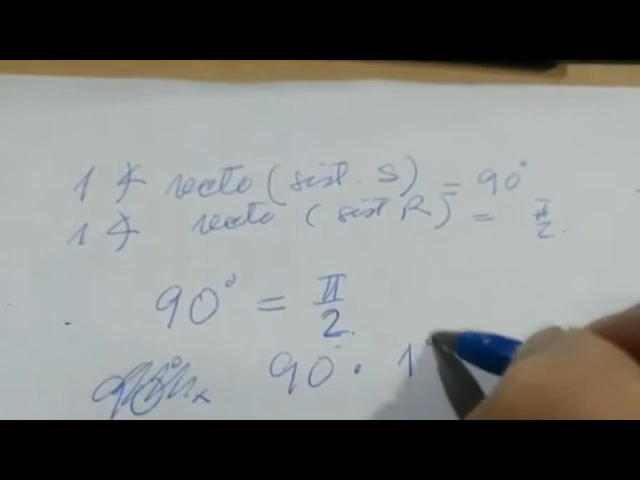 1 ∡ recto (sist. S) = 90°
1 ∡ recto (sist R) = π/2.
90° = π/2.
90° · 1